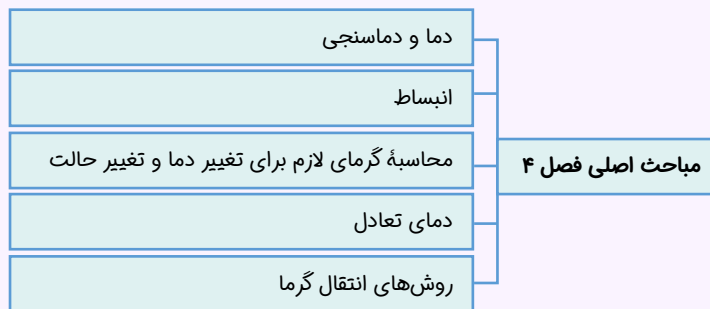 مباحث اصلی فصل ۴
دما و دماسنجی
انبساط
محاسبهٔ گرمای لازم برای تغییر دما و تغییر حالت
دمای تعادل
روش‌های انتقال گرما